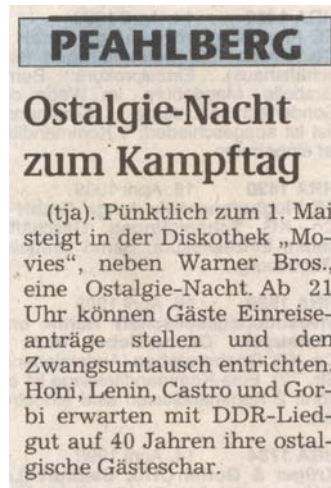 PFAHLBERG
Ostalgie-Nacht
zum Kampftag
(tja). Pünktlich zum 1. Mai
steigt in der Diskothek „Mo-
vies“, neben Warner Bros.,
eine Ostalgie-Nacht. Ab 21
Uhr können Gäste Einreise-
anträge stellen und den
Zwangsumtausch entrichten.
Honi, Lenin, Castro und Gor-
bi erwarten mit DDR-Lied-
gut auf 40 Jahren ihre ostal-
gische Gästeschar.